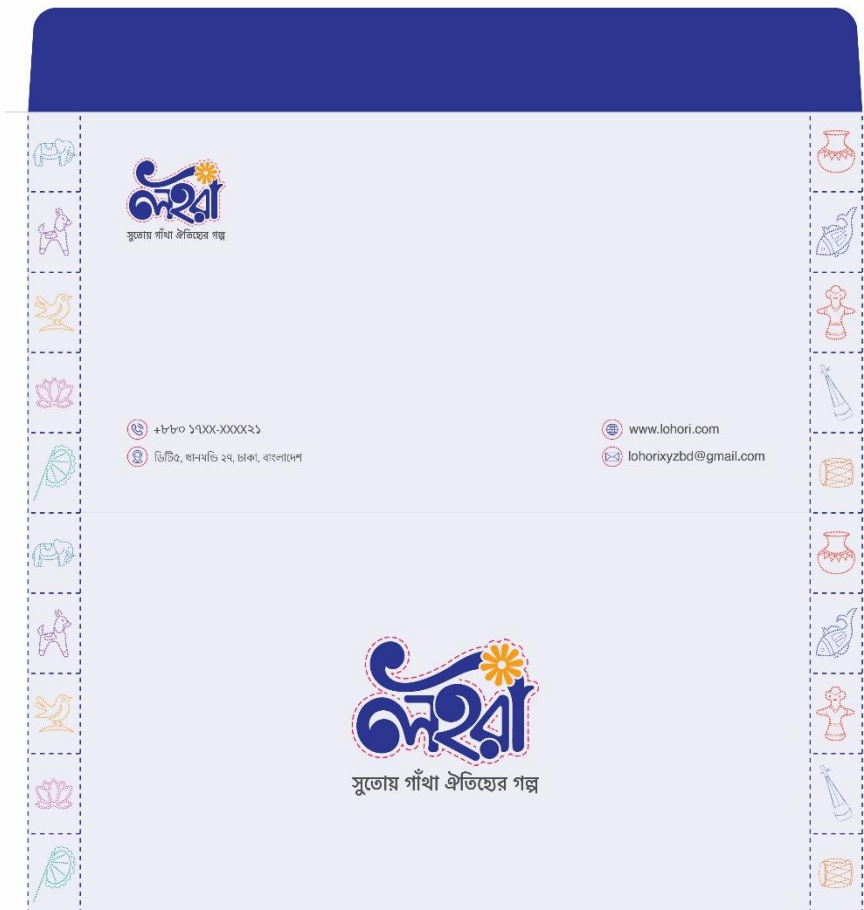 লহরী
সুতোয় গাঁথা ঐতিহ্যের গল্প
+৮৮০ ১৭XX-XXXX২১
ডিটি৫, ধানমন্ডি ২৭, ঢাকা, বাংলাদেশ
www.lohori.com
lohorixyzbd@gmail.com
লহরী
সুতোয় গাঁথা ঐতিহ্যের গল্প